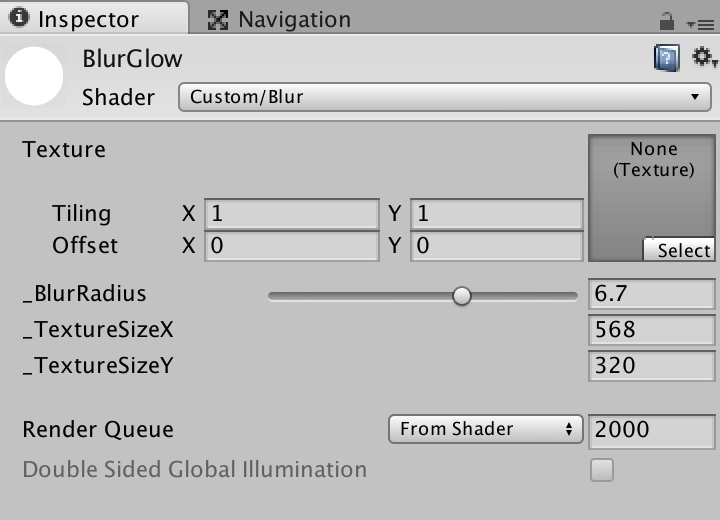 Inspector Navigation
BlurGlow
Shader Custom/Blur
Texture None
(Texture)
Tiling X 1 Y 1
Offset X 0 Y 0
Select
_BlurRadius 6.7
_TextureSizeX 568
_TextureSizeY 320
Render Queue From Shader 2000
Double Sided Global Illumination